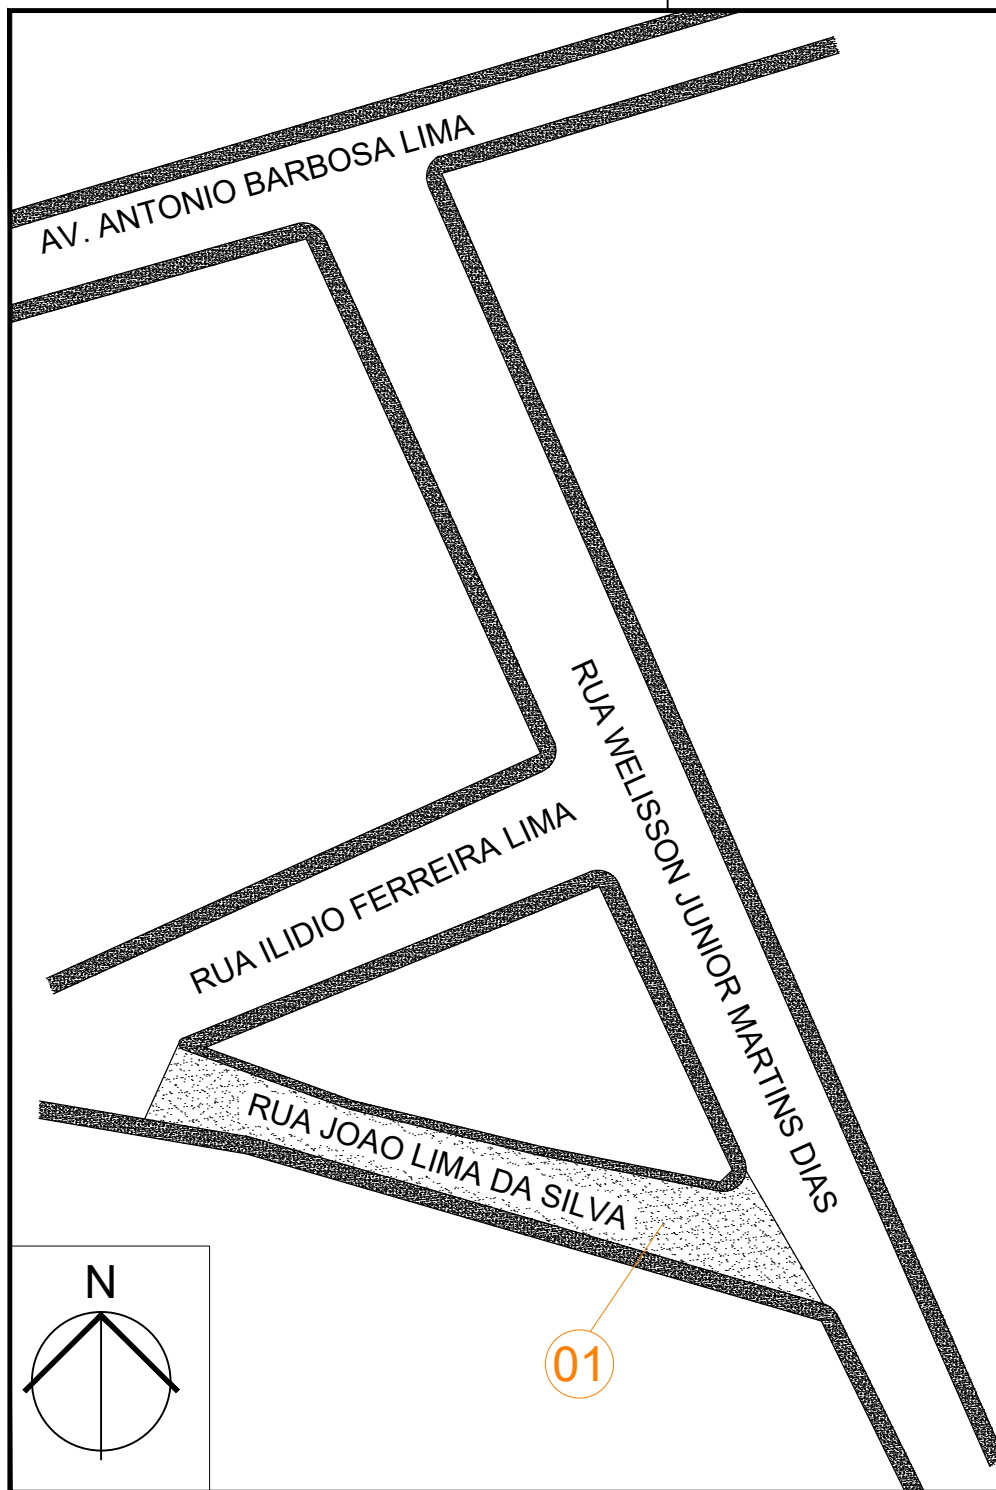 AV. ANTONIO BARBOSA LIMA
RUA WELISSON JUNIOR MARTINS DIAS
RUA ILIDIO FERREIRA LIMA
RUA JOAO LIMA DA SILVA
N
01